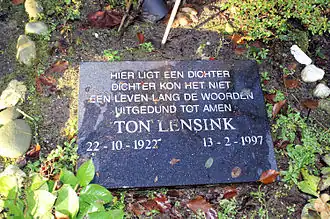 HIER LIGT EEN DICHTER
DICHTER KON HET NIET
EEN LEVEN LANG DE WOORDEN
UITGEDUND TOT AMEN
TON LENSINK
22-10-1922 13-2-1997